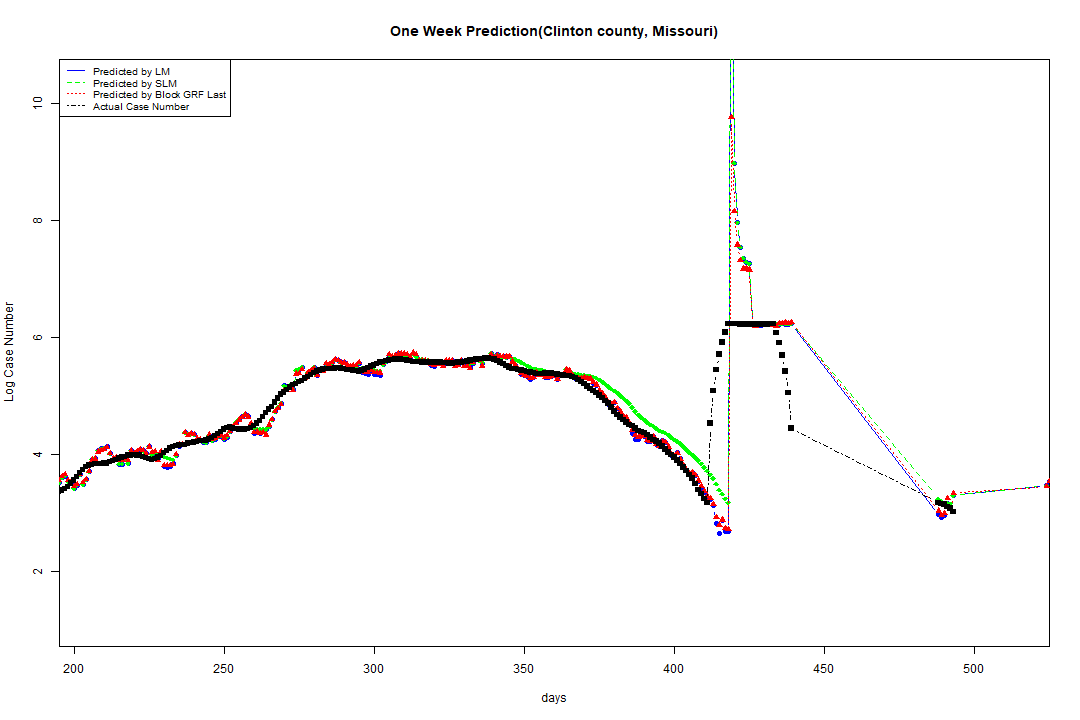 One Week Prediction(Clinton county, Missouri)
Predicted by LM
Predicted by SLM
Predicted by Block GRF Last
Actual Case Number
10
8
6
4
2
Log Case Number
200 250 300 350 400 450 500
days